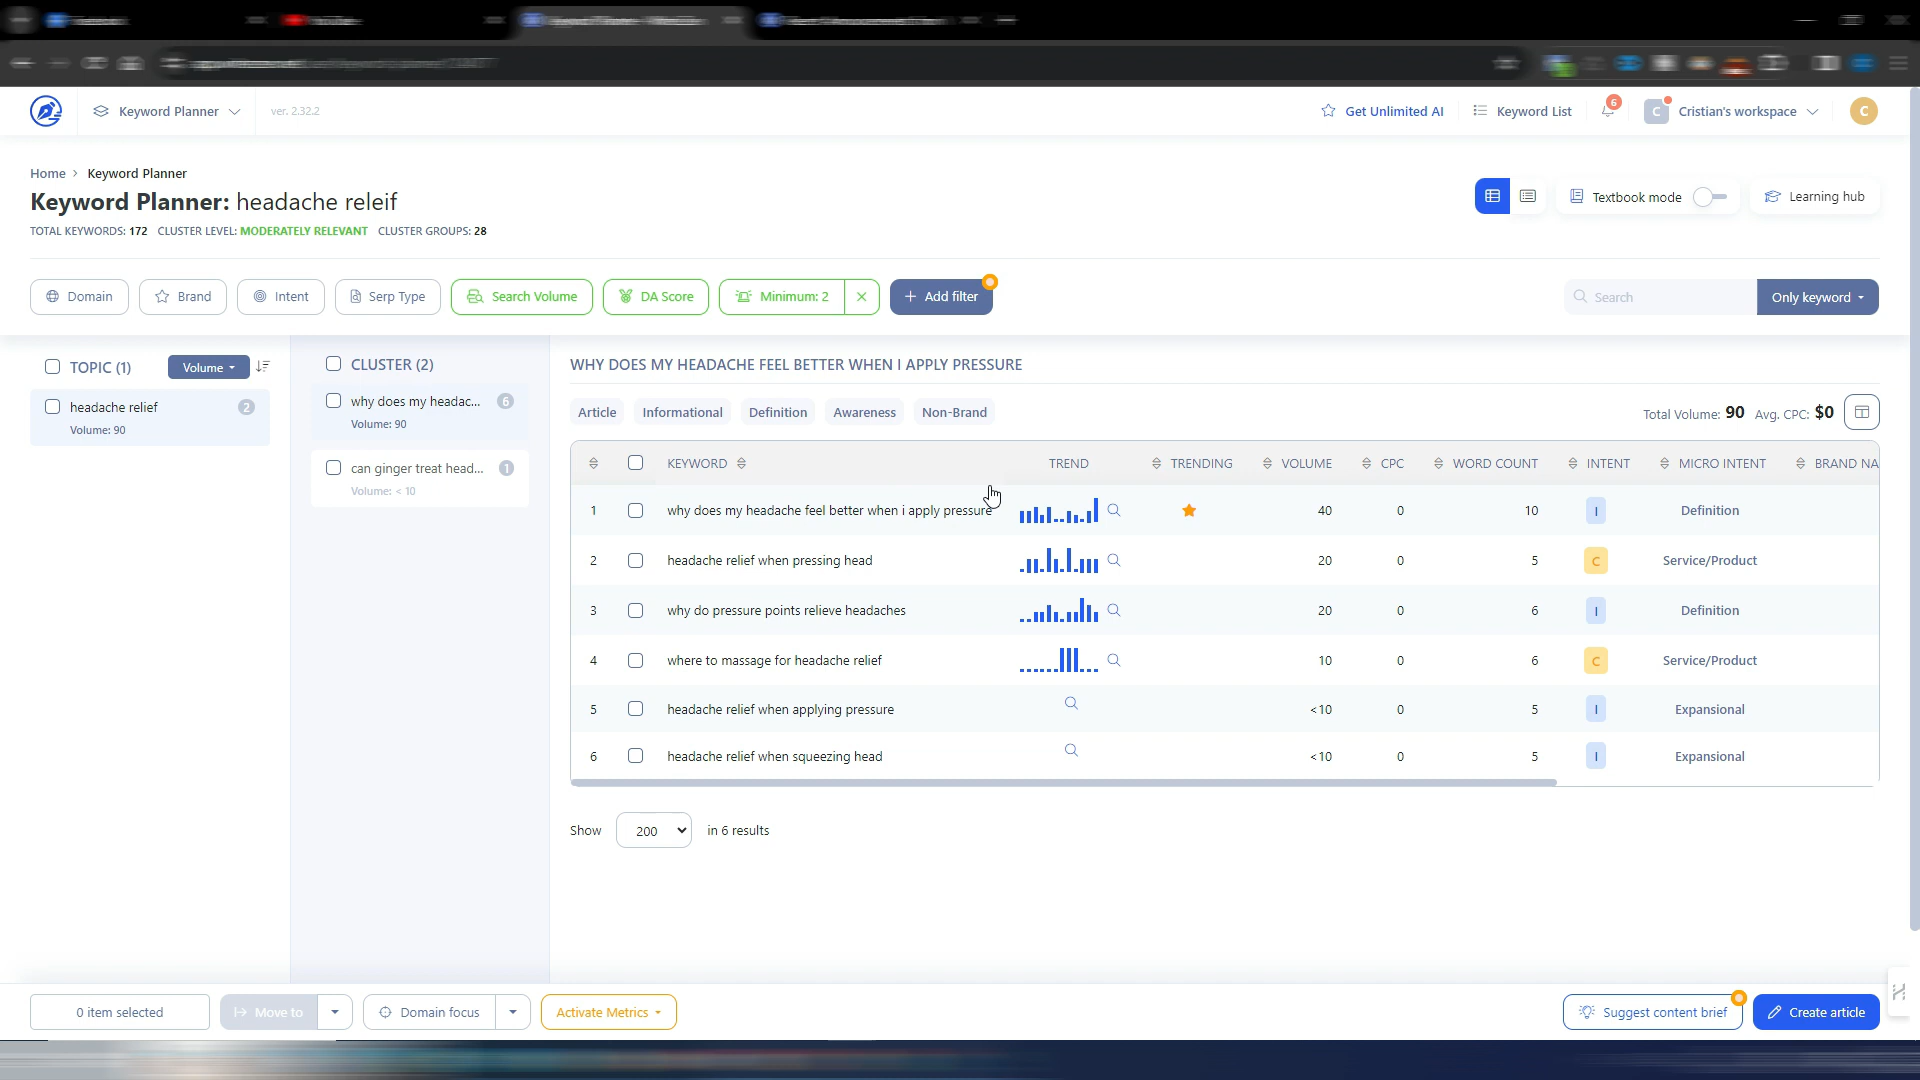 Keyword Planner
ver. 2.32.2
Get Unlimited AI
Keyword List
6
C
Cristian's workspace
C
Home > Keyword Planner
Keyword Planner: headache releif
TOTAL KEYWORDS: 172 CLUSTER LEVEL: MODERATELY RELEVANT CLUSTER GROUPS: 28
Textbook mode
Learning hub
Domain
Brand
Intent
Serp Type
Search Volume
DA Score
Minimum: 2
+ Add filter
Search
Only keyword
TOPIC (1)
Volume
headache relief
2
Volume: 90
CLUSTER (2)
why does my headac...
6
Volume: 90
can ginger treat head...
1
Volume: < 10
WHY DOES MY HEADACHE FEEL BETTER WHEN I APPLY PRESSURE
Article Informational Definition Awareness Non-Brand
Total Volume: 90 Avg. CPC: $0
KEYWORD TREND TRENDING VOLUME CPC WORD COUNT INTENT MICRO INTENT BRAND NA
1 why does my headache feel better when i apply pressure 40 0 10 I Definition
2 headache relief when pressing head 20 0 5 C Service/Product
3 why do pressure points relieve headaches 20 0 6 I Definition
4 where to massage for headache relief 10 0 6 C Service/Product
5 headache relief when applying pressure <10 0 5 I Expansional
6 headache relief when squeezing head <10 0 5 I Expansional
Show 200 in 6 results
0 item selected
Move to
Domain focus
Activate Metrics
Suggest content brief
Create article